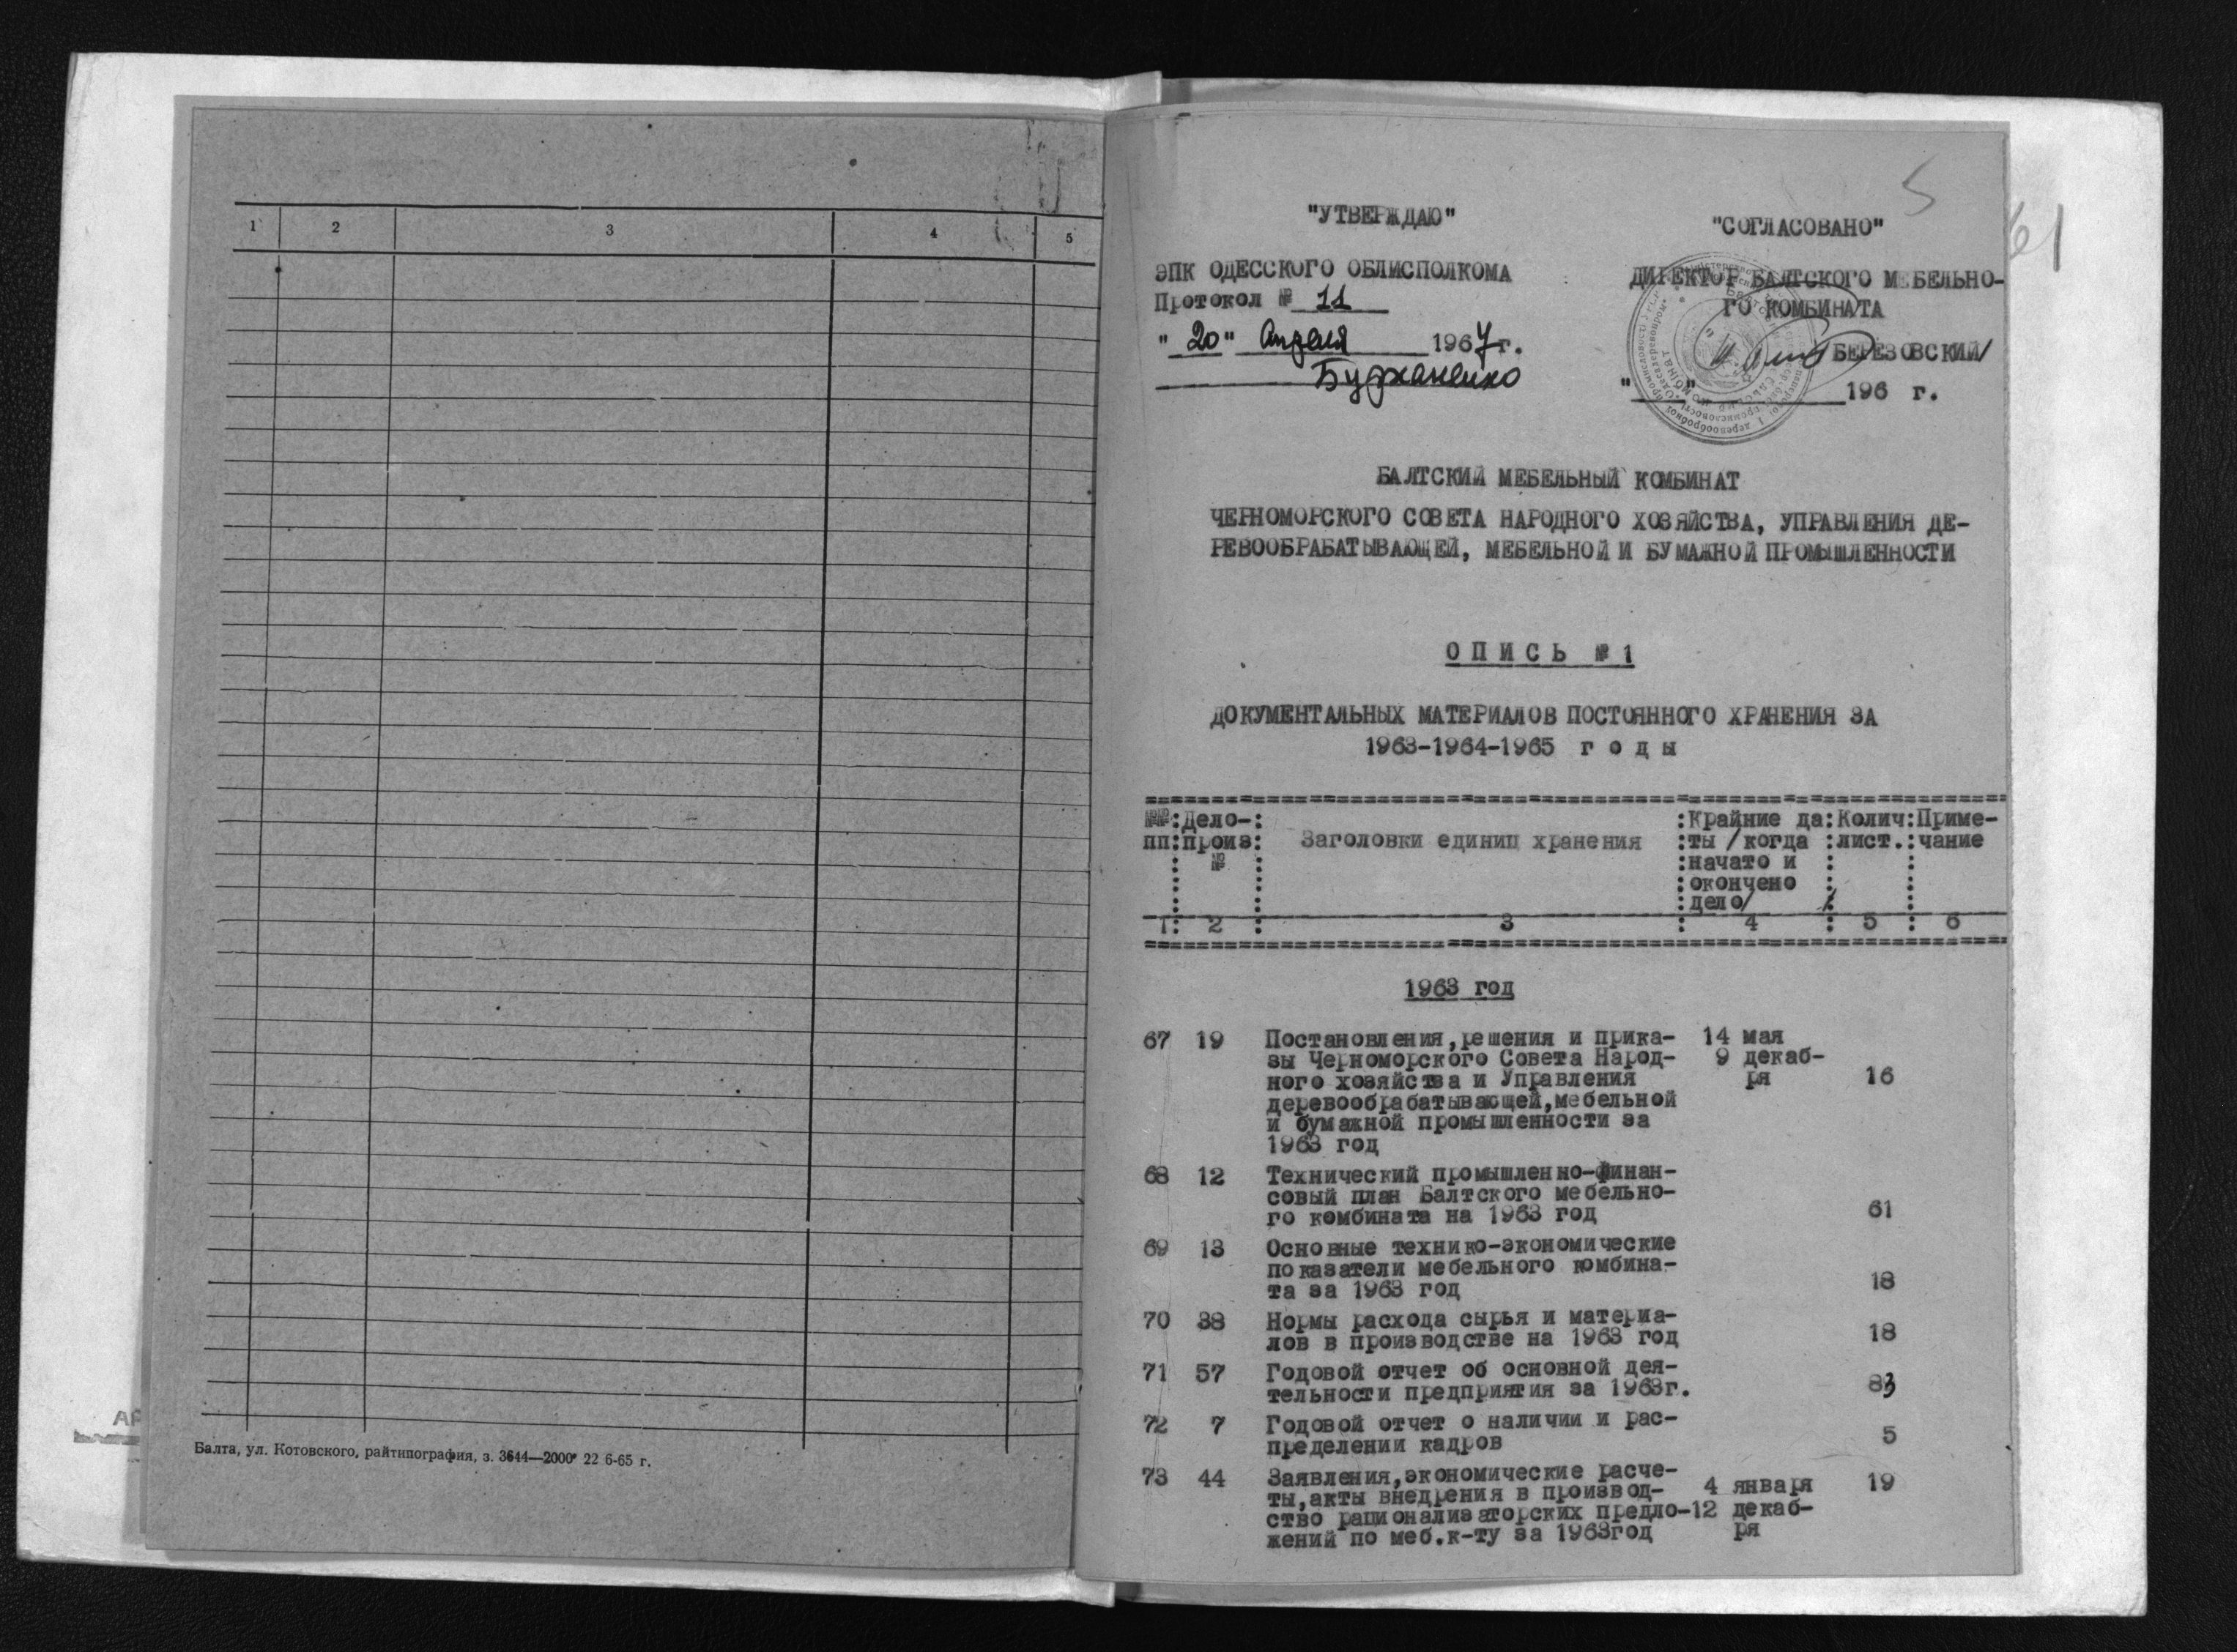 1 2 3 4 5
Балта, ул. Котовского, райтипография, з. 3644—2000 22 6-65 г.
5
61
"УТВЕРЖДАЮ"
ЭПК ОДЕССКОГО ОБЛИСПОЛКОМА
Протокол № 11
"20" Апреля 1967г.
"СОГЛАСОВАНО"
ДИРЕКТОР БАЛТСКОГО МЕБЕЛЬНО-
ГО КОМБИНАТА
БЕРЕЗОВСКИЙ/
" " 196 г.
БАЛТСКИЙ МЕБЕЛЬНЫЙ КОМБИНАТ
ЧЕРНОМОРСКОГО СОВЕТА НАРОДНОГО ХОЗЯЙСТВА, УПРАВЛЕНИЯ ДЕ-
РЕВООБРАБАТЫВАЮЩЕЙ, МЕБЕЛЬНОЙ И БУМАЖНОЙ ПРОМЫШЛЕННОСТИ
О П И С Ь № 1
ДОКУМЕНТАЛЬНЫХ МАТЕРИАЛОВ ПОСТОЯННОГО ХРАНЕНИЯ ЗА
1963-1964-1965 г о д ы
№№:Дело-: :Крайние да:Колич:Приме-
пп:произ: Заголовки единиц хранения :ты /когда :лист.:чание
: № : :начато и : :
: : :окончено : :
: : :дело/ : :
1: 2 : 3 : 4 : 5 : 6
1963 год
67 19 Постановления,решения и прика- 14 мая
зы Черноморского Совета Народ- 9 декаб-
ного хозяйства и Управления ря 16
деревообрабатывающей,мебельной
и бумажной промышленности за
1963 год
68 12 Технический промышленно-финан-
совый план Балтского мебельно-
го комбината на 1963 год 61
69 13 Основные технико-экономические
показатели мебельного комбина-
та за 1963 год 18
70 38 Нормы расхода сырья и материа-
лов в производстве на 1963 год 18
71 57 Годовой отчет об основной дея-
тельности предприятия за 1963г. 83
72 7 Годовой отчет о наличии и рас-
пределении кадров 5
73 44 Заявления,экономические расче- 4 января 19
ты,акты внедрения в производ-
ство рационализаторских предло-12 декаб-
жений по меб.к-ту за 1963год ря